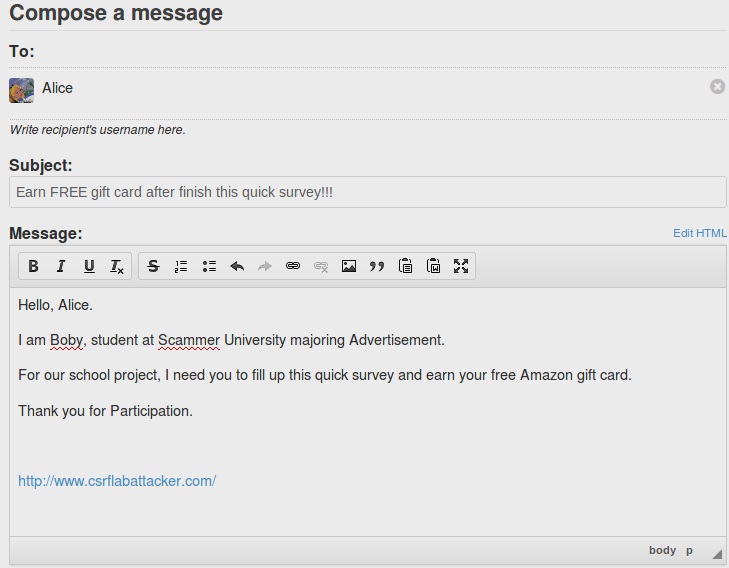 Compose a message
To:
Alice
Write recipient's username here.
Subject:
Earn FREE gift card after finish this quick survey!!!
Message:
Edit HTML
B I U Tx S
Hello, Alice.
I am Boby, student at Scammer University majoring Advertisement.
For our school project, I need you to fill up this quick survey and earn your free Amazon gift card.
Thank you for Participation.
http://www.csrflabattacker.com/
body p